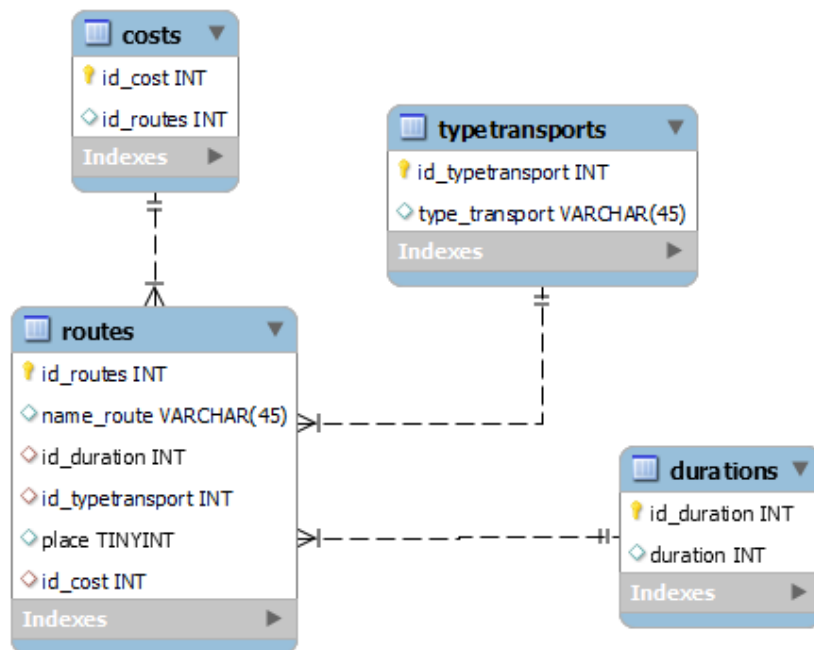 costs
id_cost INT
id_routes INT
Indexes
typetransports
id_typetransport INT
type_transport VARCHAR(45)
Indexes
routes
id_routes INT
name_route VARCHAR(45)
id_duration INT
id_typetransport INT
place TINYINT
id_cost INT
Indexes
durations
id_duration INT
duration INT
Indexes